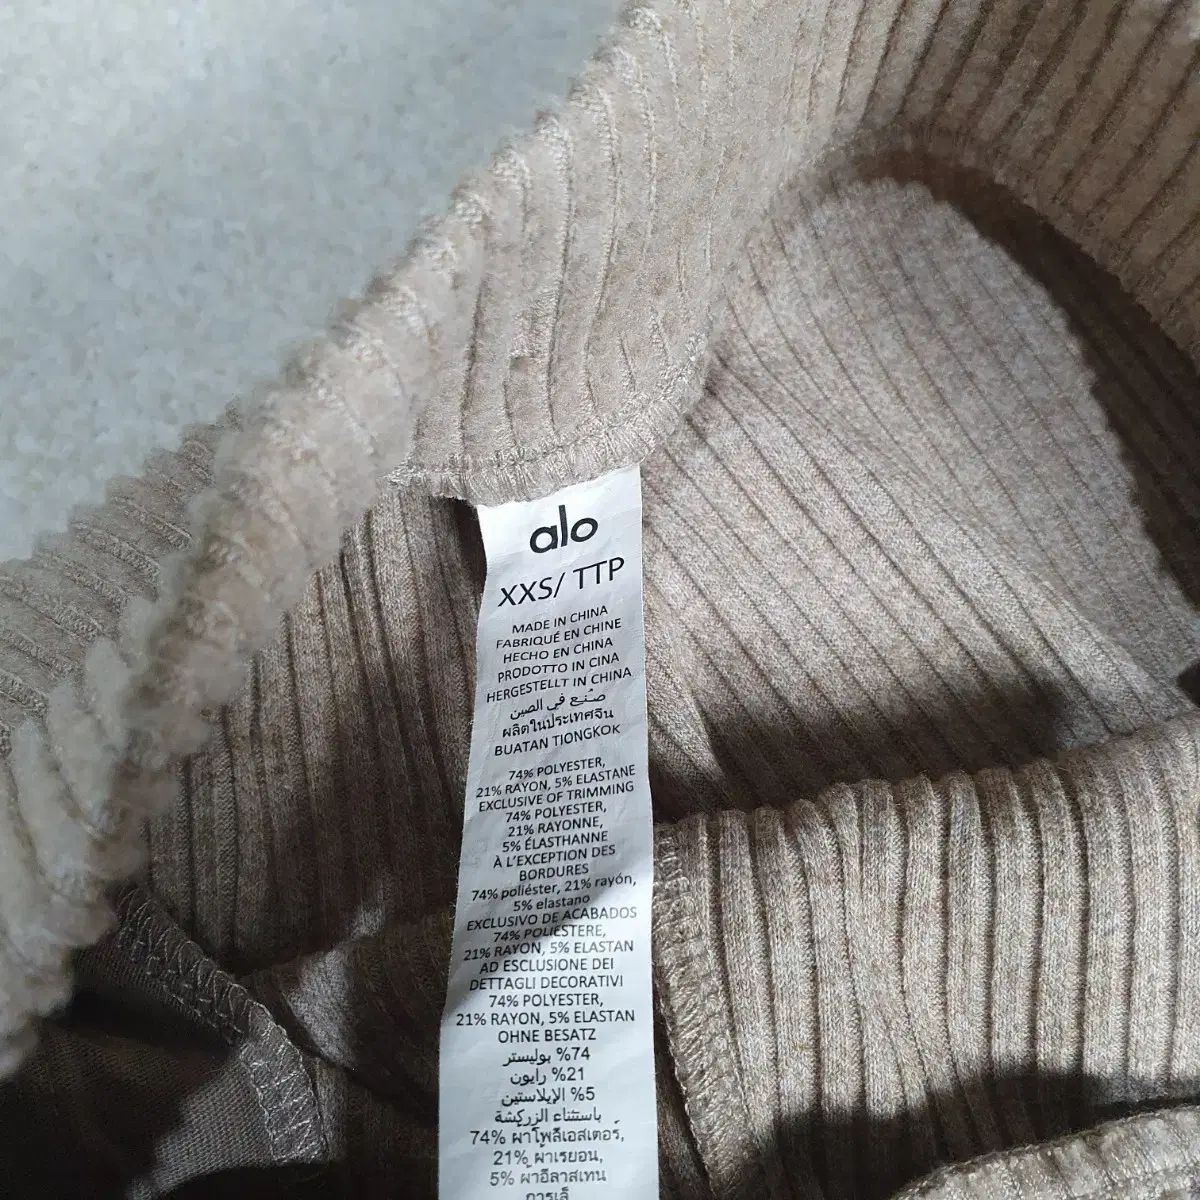 alo
XXS/ TTP
MADE IN CHINA
FABRIQUÉ EN CHINE
HECHO EN CHINA
PRODOTTO IN CINA
HERGESTELLT IN CHINA
صُنع في الصين
ผลิตในประเทศจีน
BUATAN TIONGKOK
74% POLYESTER,
21% RAYON, 5% ELASTANE
EXCLUSIVE OF TRIMMING
74% POLYESTER,
21% RAYONNE,
5% ÉLASTHANNE
À L'EXCEPTION DES
BORDURES
74% poliéster, 21% rayón,
5% elastano
EXCLUSIVO DE ACABADOS
74% POLIESTERE,
21% RAYON, 5% ELASTAN
AD ESCLUSIONE DEI
DETTAGLI DECORATIVI
74% POLYESTER,
21% RAYON, 5% ELASTAN
OHNE BESATZ
74% بوليستر
21% رايون
5% الإيلاستين
باستثناء الزركشة
74% ผ้าโพลีเอสเตอร์,
21% ผ้าเรยอน,
5% ผ้าอีลาสเทน